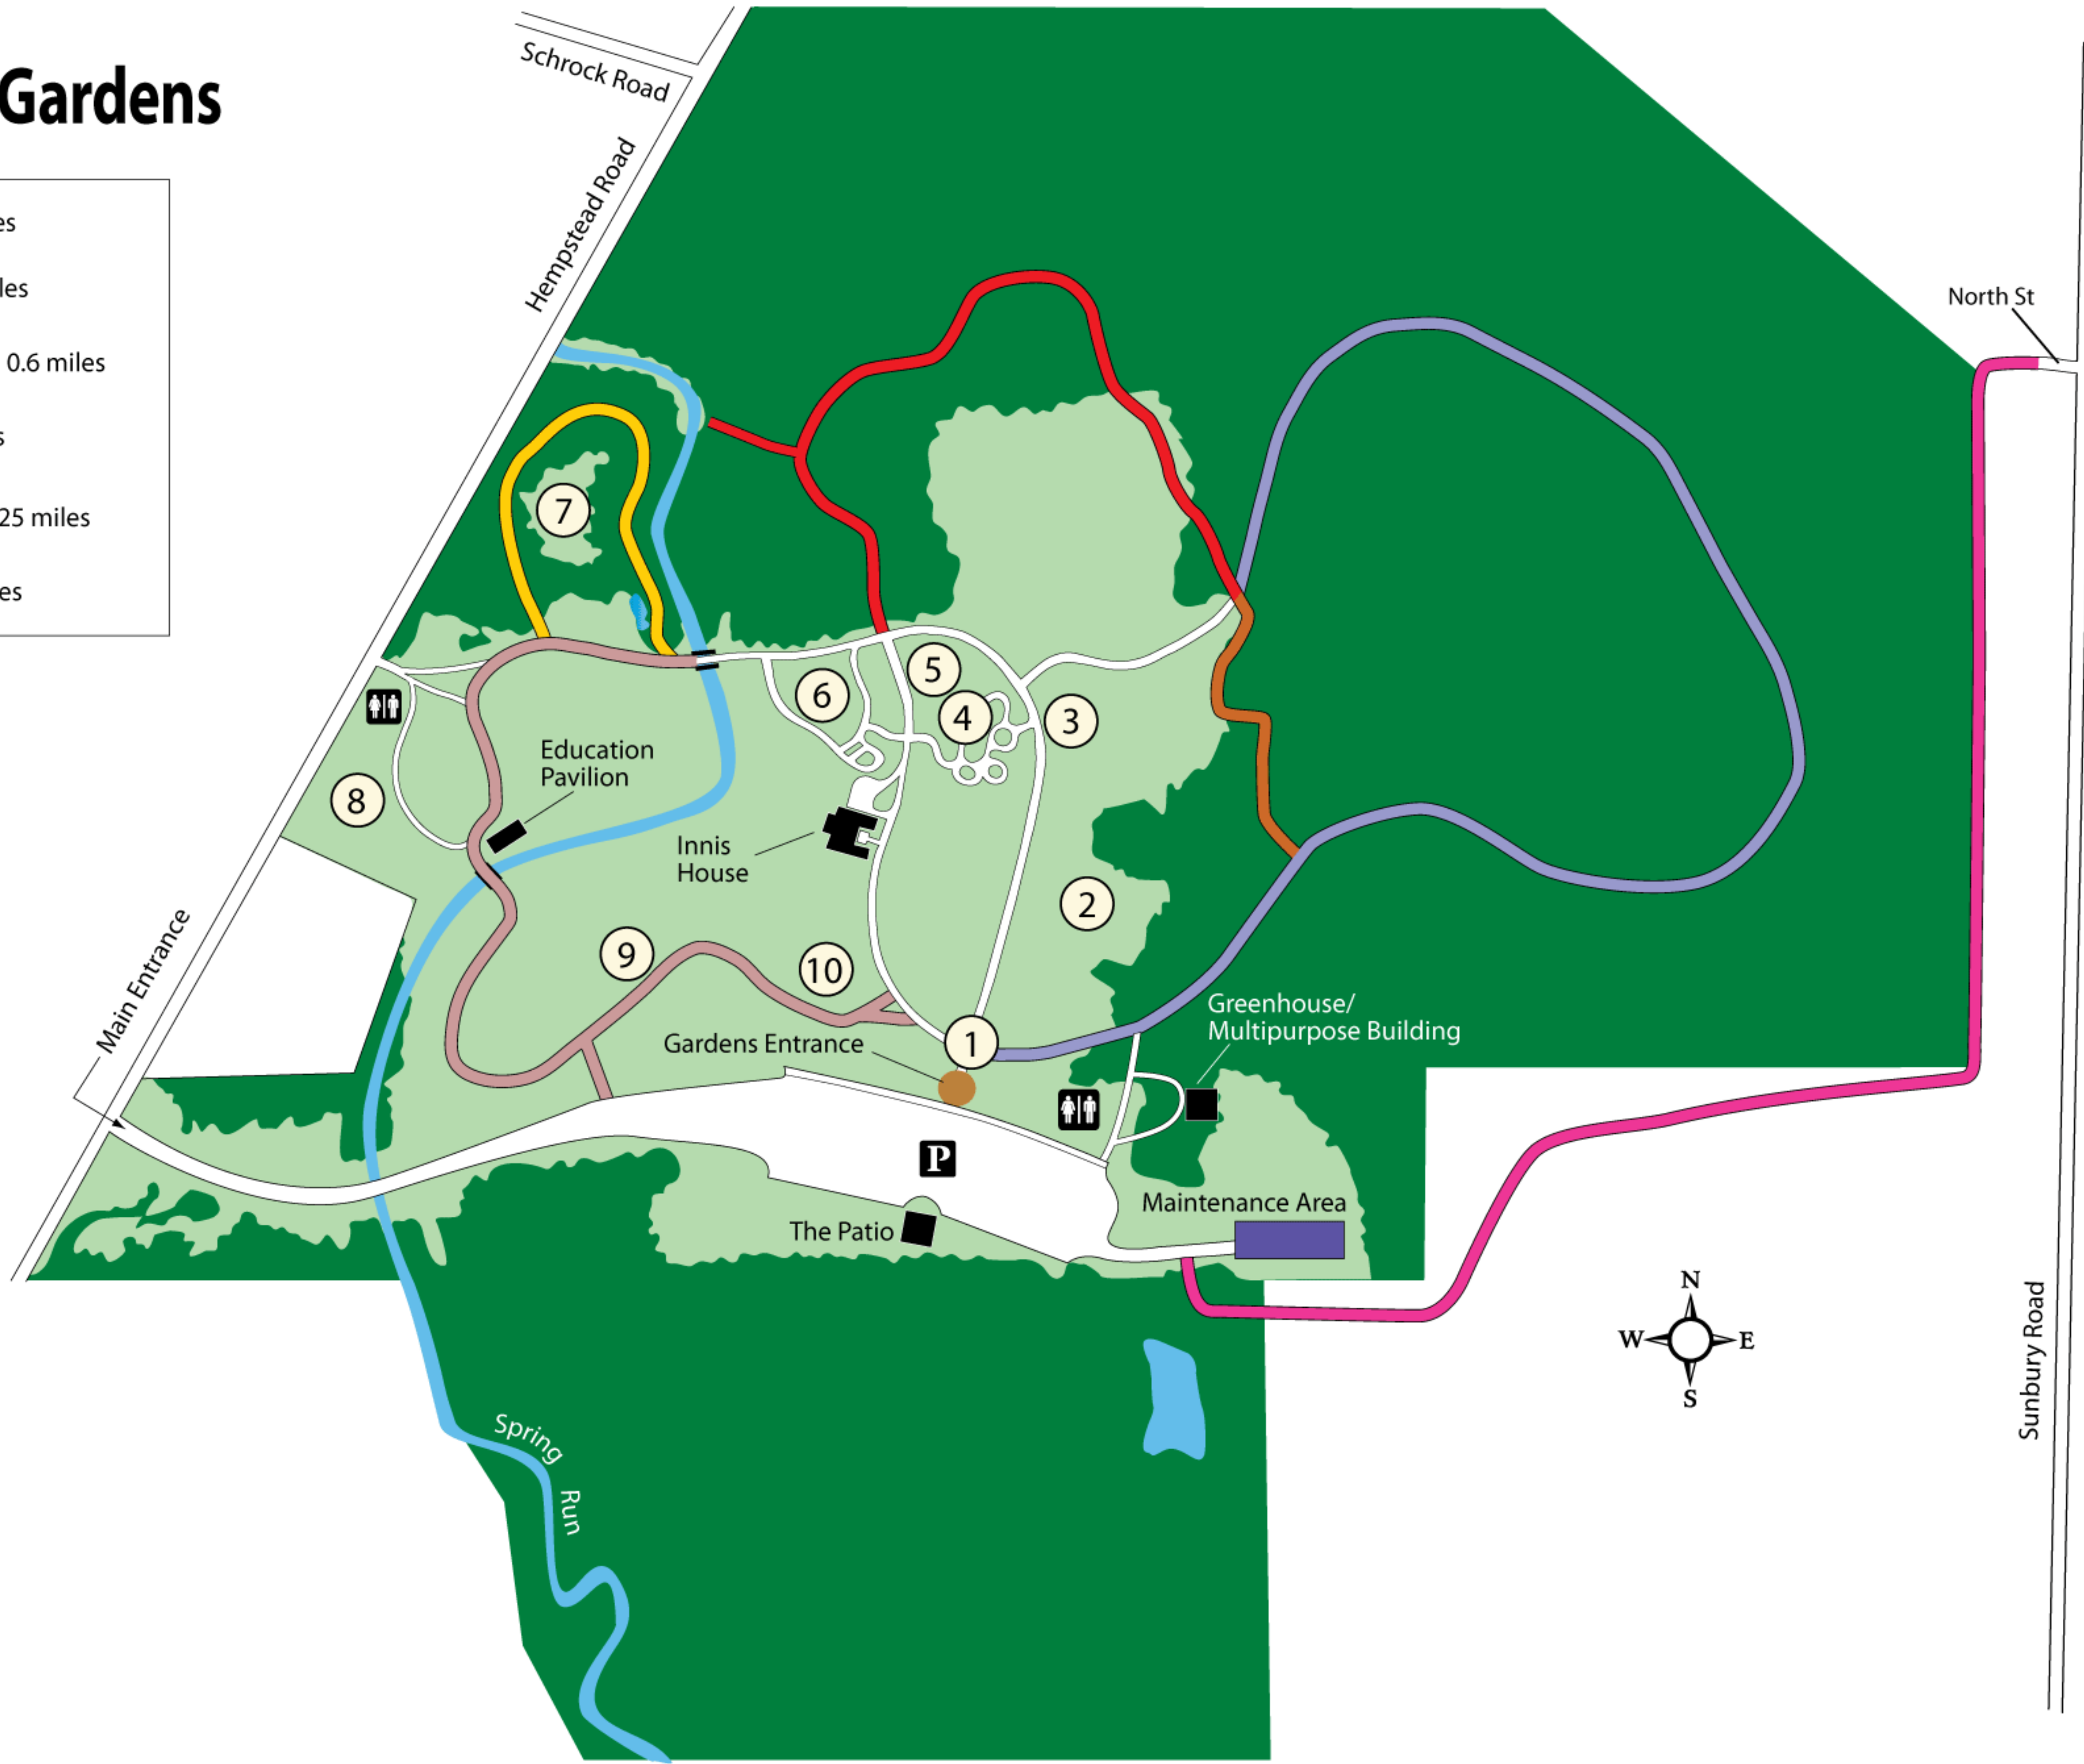 Schrock Road
Gardens
Hempstead Road
es
les
0.6 miles
s
25 miles
es
North St
7
5
6
4
3
Education
Pavilion
8
Innis
House
2
9
10
Main Entrance
Greenhouse/
Multipurpose Building
1
Gardens Entrance
P
Maintenance Area
The Patio
N
W
E
S
Sunbury Road
Spring
Run